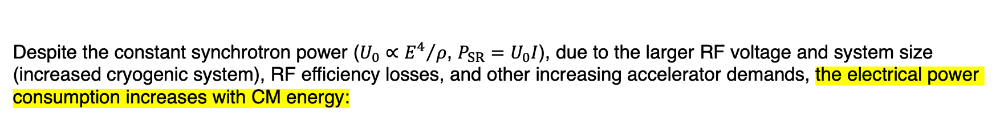 Despite the constant synchrotron power (U₀ ∝ E⁴/ρ, P_SR = U₀I), due to the larger RF voltage and system size
(increased cryogenic system), RF efficiency losses, and other increasing accelerator demands, the electrical power
consumption increases with CM energy: